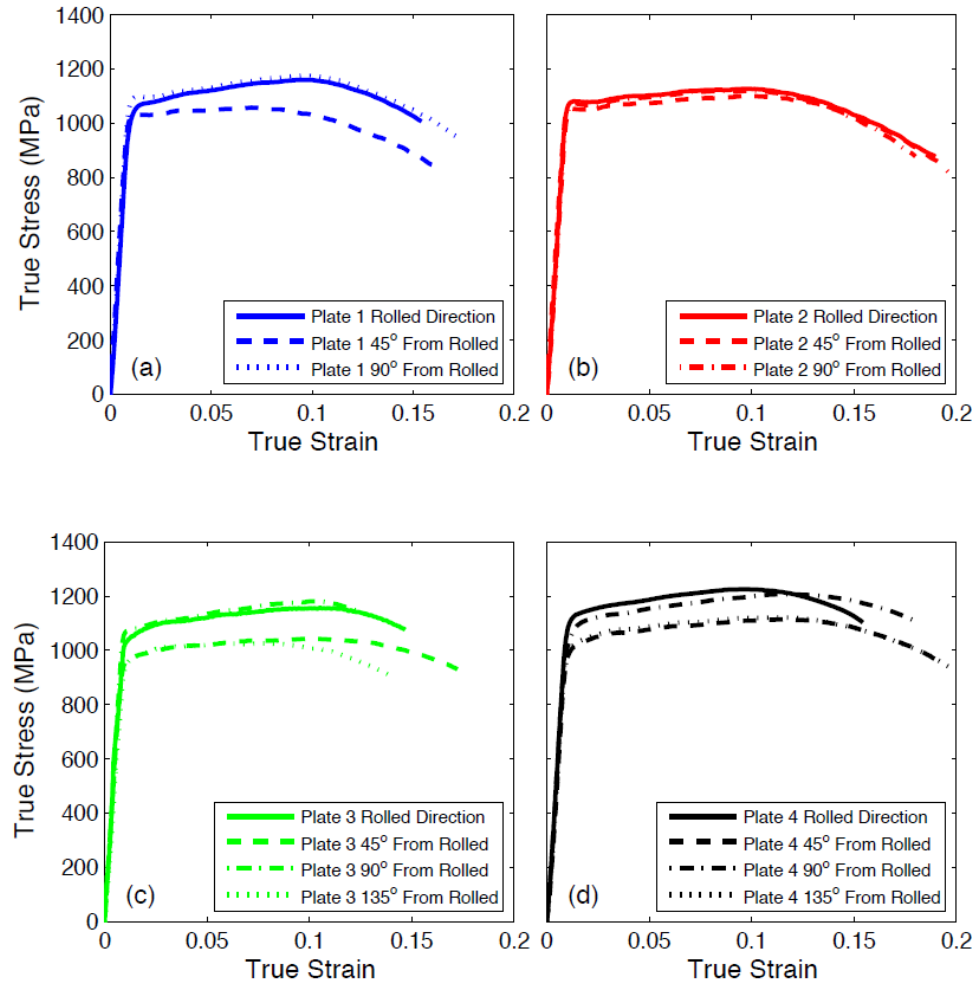 1400
1200
1000
800
600
400
200
0
True Stress (MPa)
Plate 1 Rolled Direction
Plate 1 45° From Rolled
Plate 1 90° From Rolled
(a)
0 0.05 0.1 0.15 0.2
True Strain
Plate 2 Rolled Direction
Plate 2 45° From Rolled
Plate 2 90° From Rolled
(b)
0.05 0.1 0.15 0.2
True Strain
1400
1200
1000
800
600
400
200
0
True Stress (MPa)
Plate 3 Rolled Direction
Plate 3 45° From Rolled
Plate 3 90° From Rolled
Plate 3 135° From Rolled
(c)
0 0.05 0.1 0.15 0.2
True Strain
Plate 4 Rolled Direction
Plate 4 45° From Rolled
Plate 4 90° From Rolled
Plate 4 135° From Rolled
(d)
0.05 0.1 0.15 0.2
True Strain